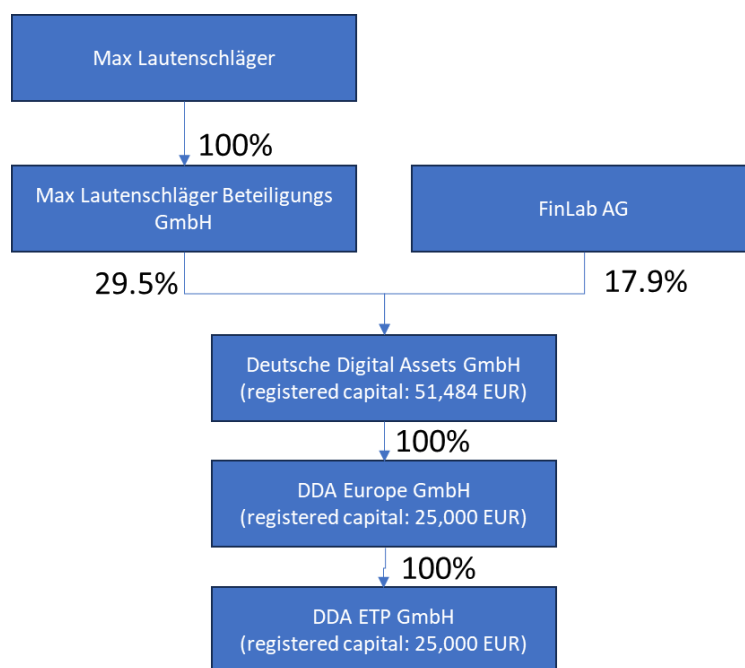 Max Lautenschläger
100%
Max Lautenschläger Beteiligungs
GmbH
FinLab AG
29.5%
17.9%
Deutsche Digital Assets GmbH
(registered capital: 51,484 EUR)
100%
DDA Europe GmbH
(registered capital: 25,000 EUR)
100%
DDA ETP GmbH
(registered capital: 25,000 EUR)